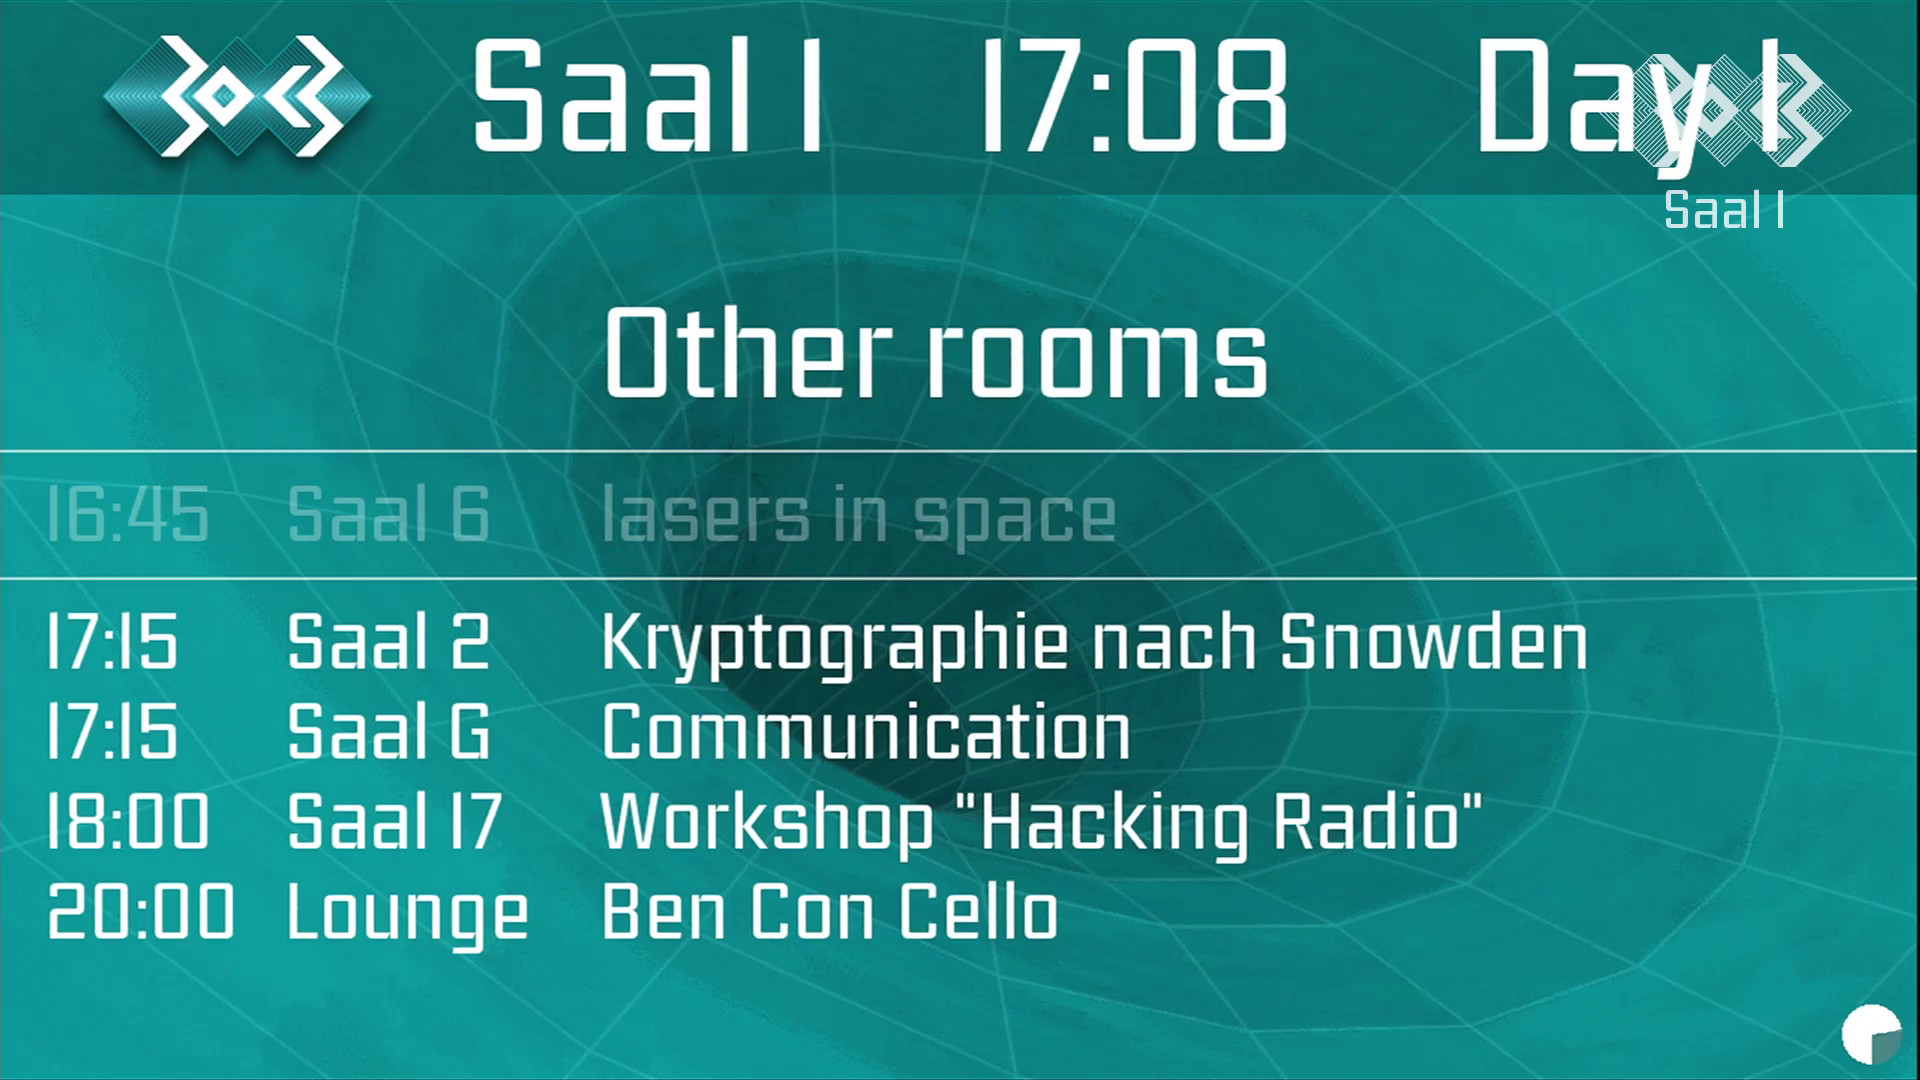 30C3 Saal 1 17:08 Day 1
30C3
Saal 1
Other rooms
16:45 Saal 6 lasers in space
17:15 Saal 2 Kryptographie nach Snowden
17:15 Saal G Communication
18:00 Saal 17 Workshop "Hacking Radio"
20:00 Lounge Ben Con Cello